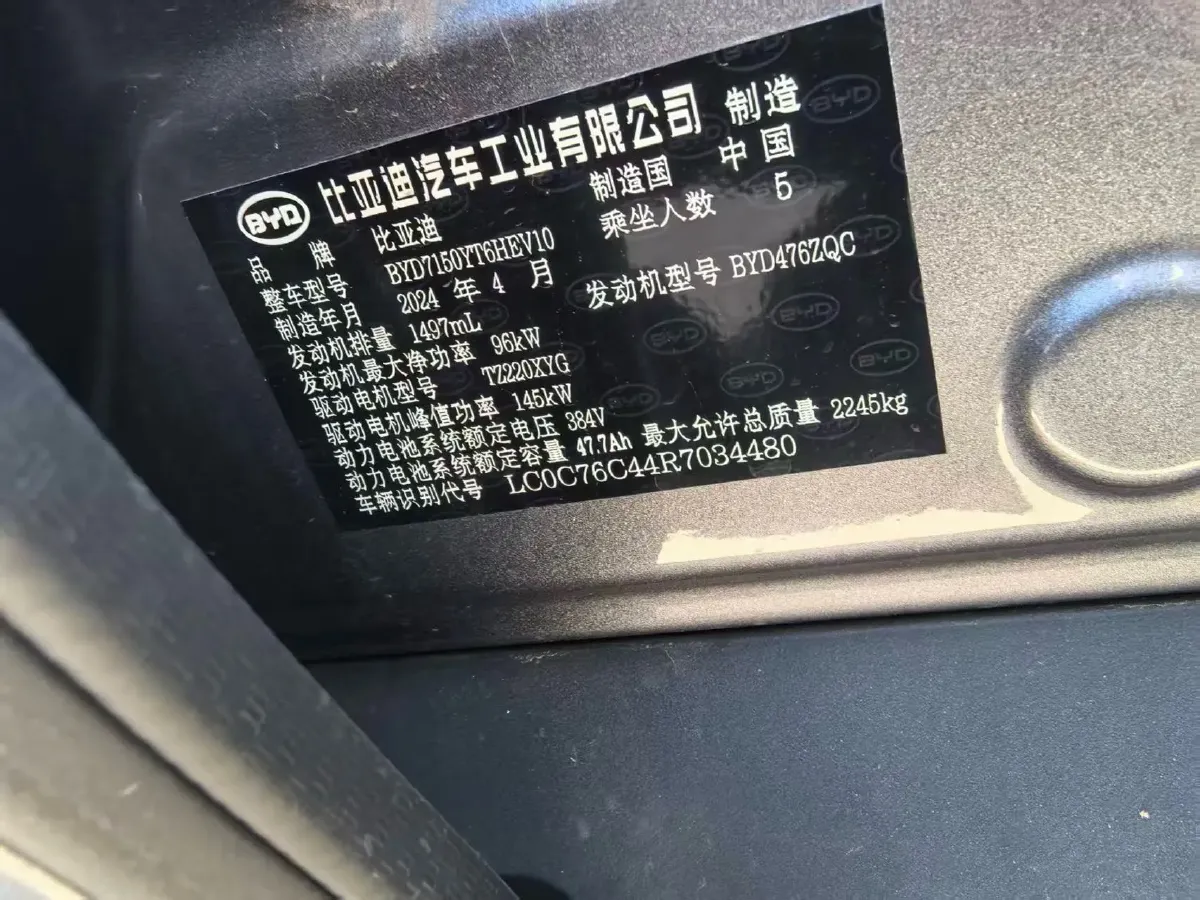 BYD 比亚迪汽车工业有限公司 制造
品牌 比亚迪 制造国 中国
整车型号 BYD7150YT6HEV10 乘坐人数 5
制造年月 2024 年 4 月 发动机型号 BYD476ZQC
发动机排量 1497mL
发动机最大净功率 96kW
驱动电机型号 TZ220XYG
驱动电机峰值功率 145kW
动力电池系统额定电压 384V
动力电池系统额定容量 47.7Ah 最大允许总质量 2245kg
车辆识别代号 LC0C76C44R7034480